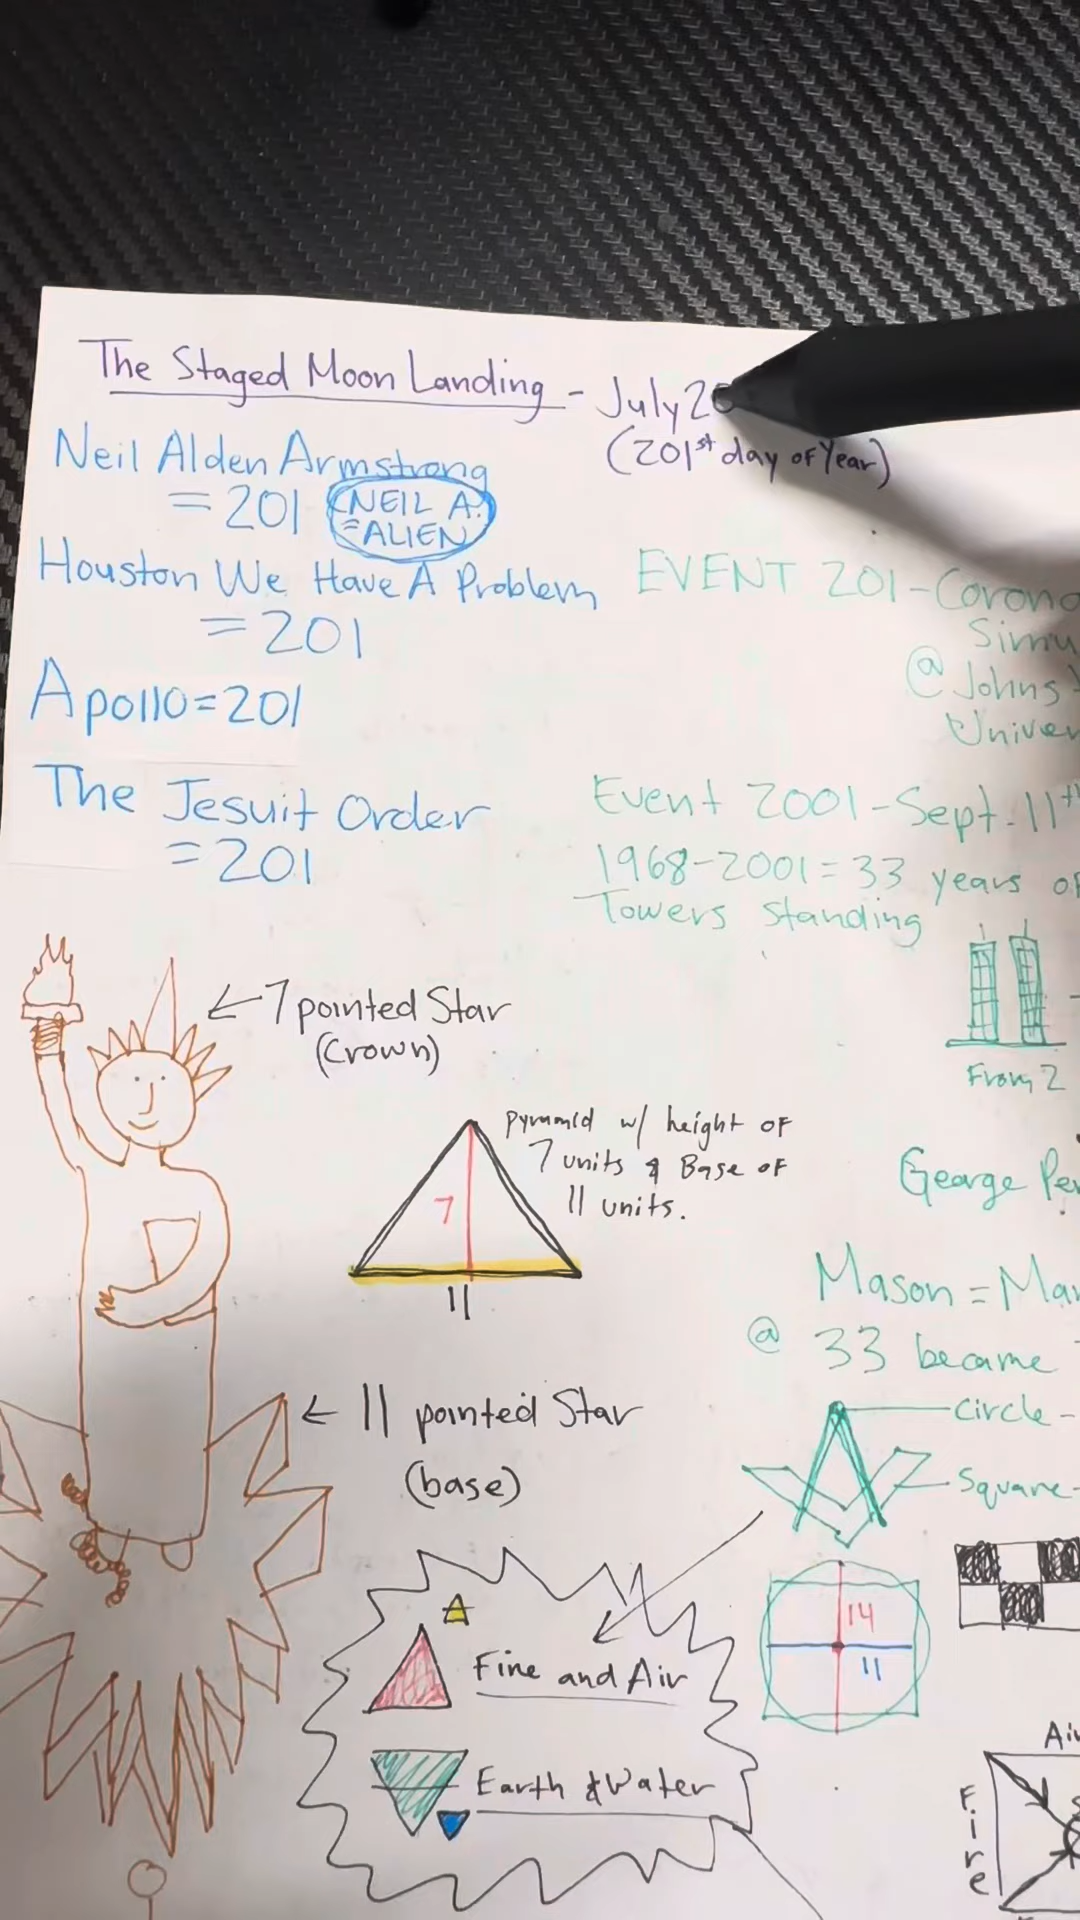 The Staged Moon Landing - July
(201st day of Year)
Neil Alden Armstrong
= 201
NEIL A.
=ALIEN
Houston We Have A Problem
= 201
Apollo = 201
The Jesuit Order
= 201
EVENT 201 -
@ Johns
Event 2001 - Sept. 11th
1968-2001 = 33 years
Towers Standing
From 2
← 7 pointed Star
(Crown)
pyramid w/ height of
7 units & Base of
11 units.
7
11
George
Mason =
@ 33 became
← 11 pointed Star
(base)
Circle -
Square -
14
11
Fire and Air
Earth & Water
Fire